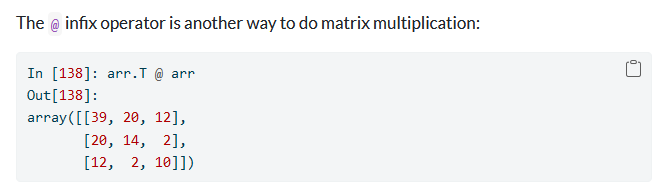 The @ infix operator is another way to do matrix multiplication:
In [138]: arr.T @ arr
Out[138]:
array([[39, 20, 12],
       [20, 14,  2],
       [12,  2, 10]])